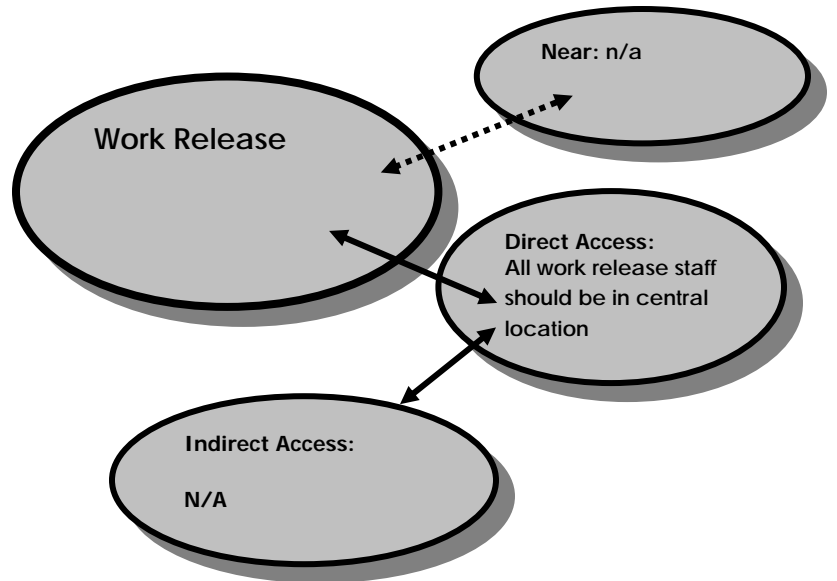 Near: n/a
Work Release
Direct Access:
All work release staff
should be in central
location
Indirect Access:
N/A